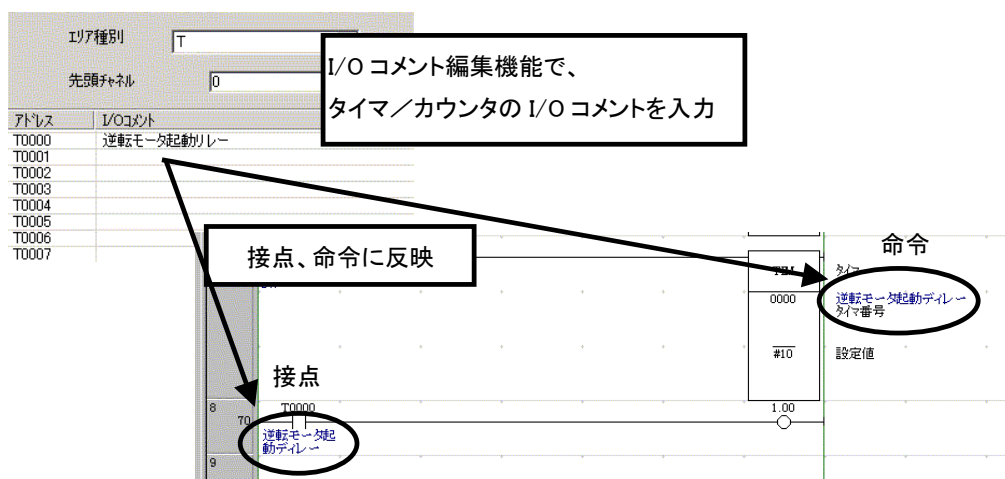 エリア種別
T
先頭チャネル
0
I/O コメント編集機能で、
タイマ／カウンタの I/O コメントを入力
アドレス I/Oコメント
T0000 逆転モータ起動リレー
T0001
T0002
T0003
T0004
T0005
T0006
T0007
接点、命令に反映
命令
TIM
0000 逆転モータ起動ディレー
タイマ番号
#10 設定値
接点
8 T0000 1.00
70
逆転モータ起
動ディレー
9